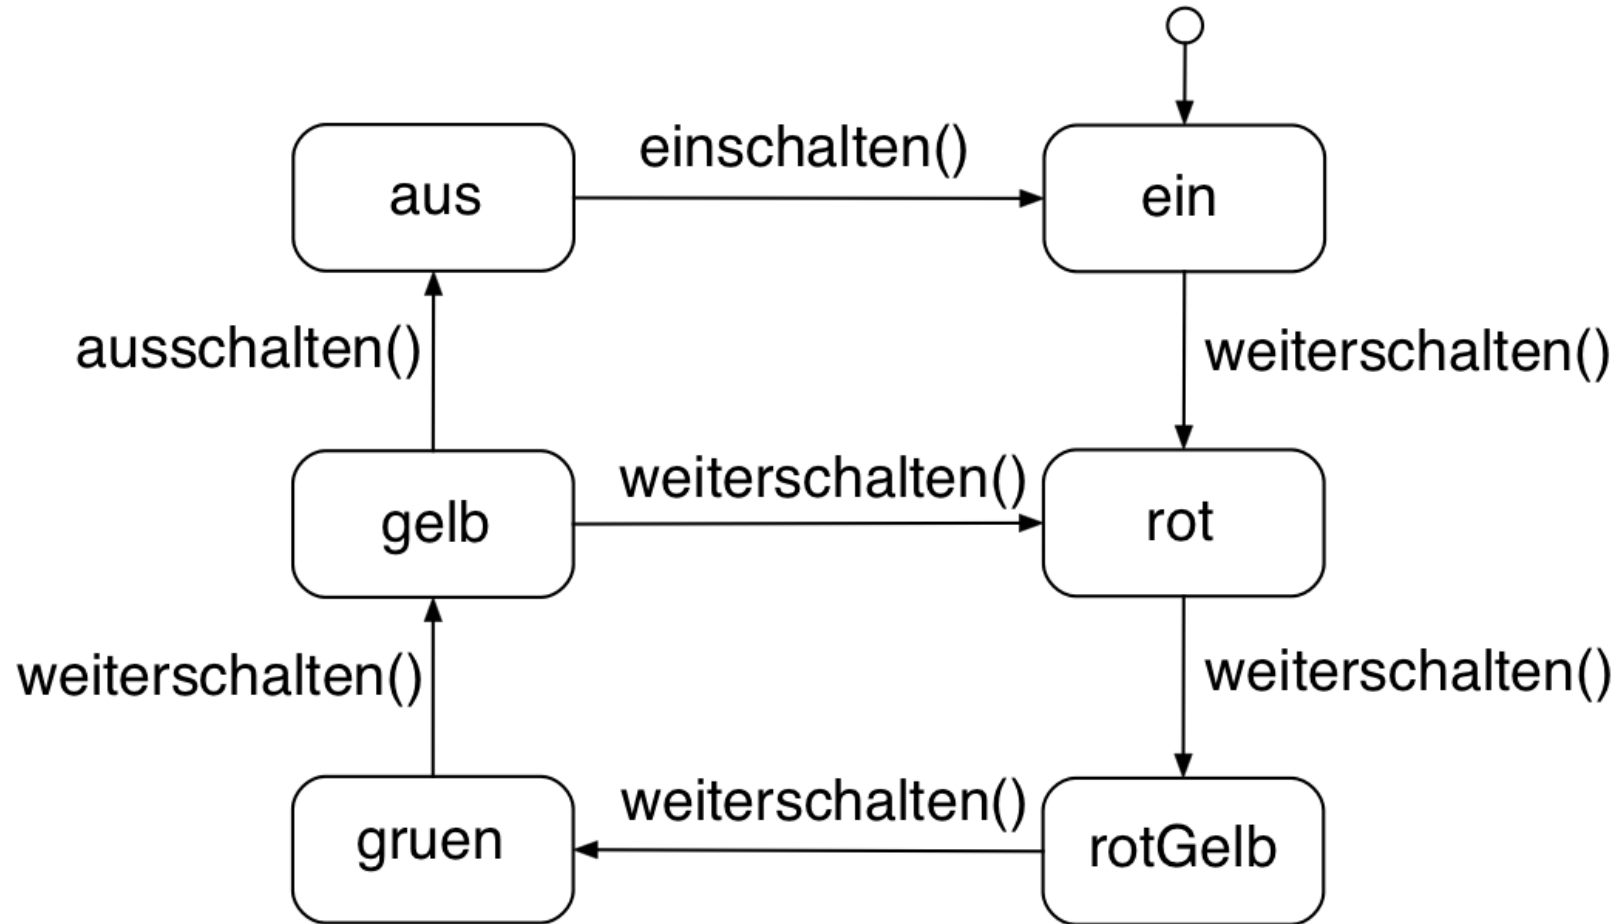 einschalten()
aus
ein
ausschalten()
weiterschalten()
weiterschalten()
gelb
rot
weiterschalten()
weiterschalten()
weiterschalten()
gruen
rotGelb